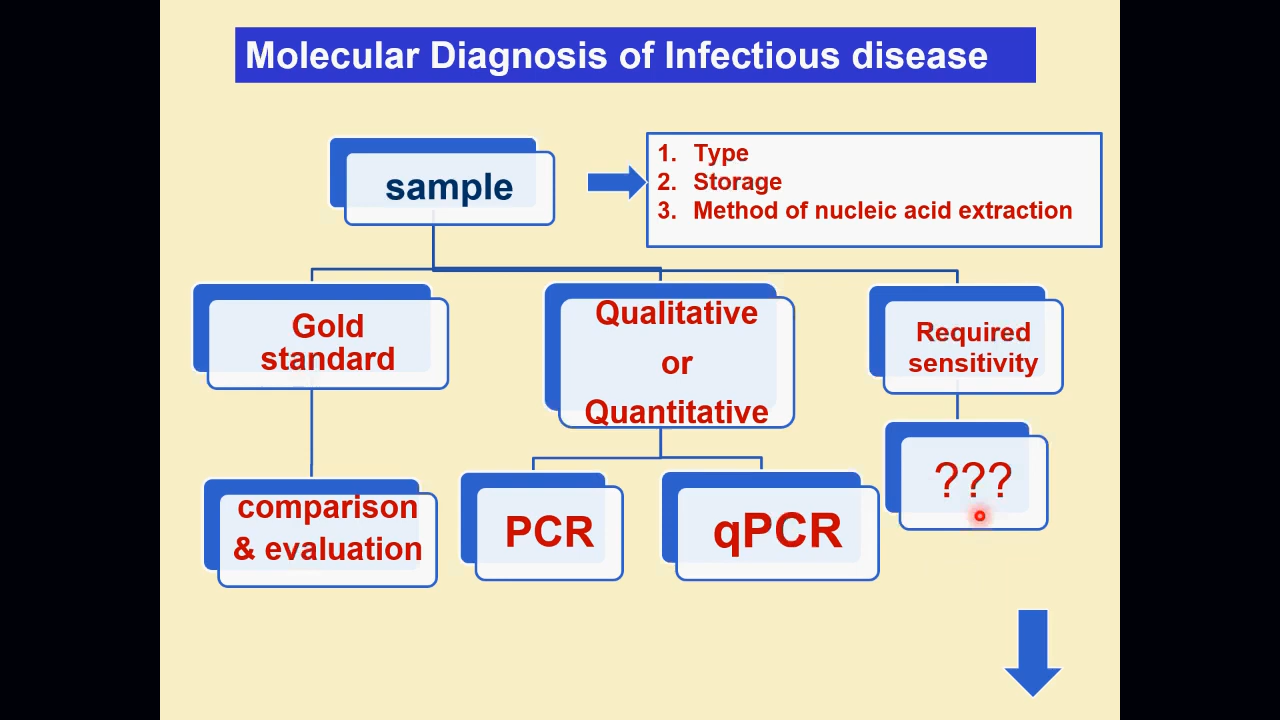 Molecular Diagnosis of Infectious disease
sample
1. Type
2. Storage
3. Method of nucleic acid extraction
Gold
standard
Qualitative
or
Quantitative
Required
sensitivity
comparison
& evaluation
PCR
qPCR
???